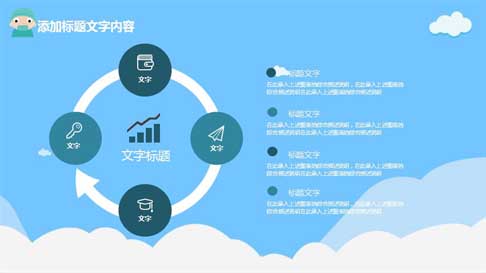 添加标题文字内容
文字
文字
文字标题
文字
文字
标题文字
在此录入上述图表的综合描述说明，在此录入上述图表的
综合描述说明在此录入上述图表的综合描述说明
标题文字
在此录入上述图表的综合描述说明，在此录入上述图表的
综合描述说明在此录入上述图表的综合描述说明
标题文字
在此录入上述图表的综合描述说明，在此录入上述图表的
综合描述说明在此录入上述图表的综合描述说明
标题文字
在此录入上述图表的综合描述说明，在此录入上述图表的
综合描述说明在此录入上述图表的综合描述说明